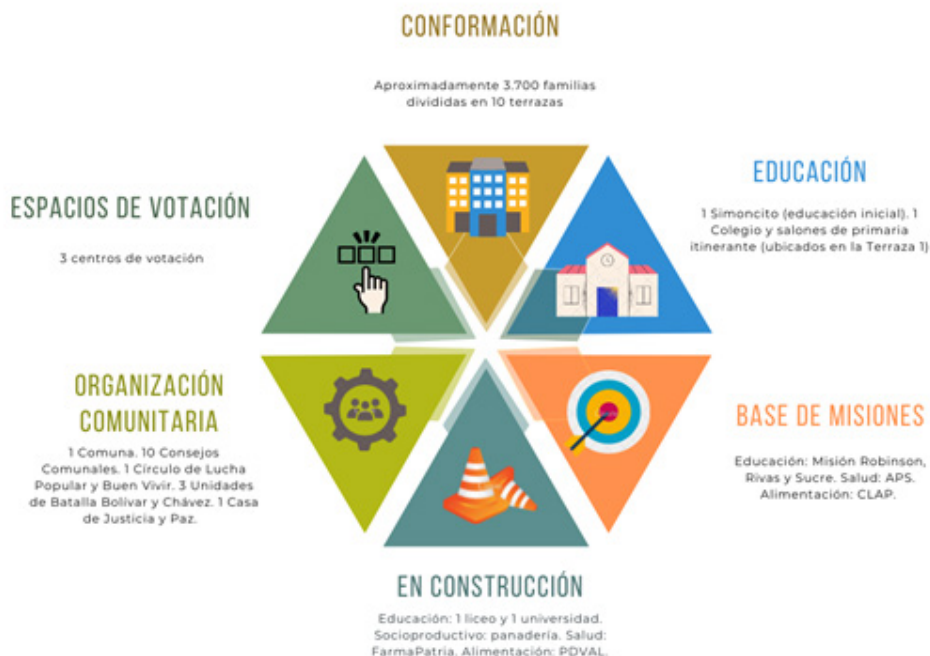 CONFORMACIÓN
Aproximadamente 3.700 familias
divididas en 10 terrazas
ESPACIOS DE VOTACIÓN
3 centros de votación
EDUCACIÓN
1 Simoncito (educación inicial). 1
Colegio y salones de primaria
itinerante (ubicados en la Terraza 1)
ORGANIZACIÓN
COMUNITARIA
1 Comuna. 10 Consejos
Comunales. 1 Círculo de Lucha
Popular y Buen Vivir. 3 Unidades
de Batalla Bolívar y Chávez. 1 Casa
de Justicia y Paz.
BASE DE MISIONES
Educación: Misión Robinson,
Rivas y Sucre. Salud: APS.
Alimentación: CLAP.
EN CONSTRUCCIÓN
Educación: 1 liceo y 1 universidad.
Socioproductivo: panadería. Salud:
FarmaPatria. Alimentación: PDVAL.